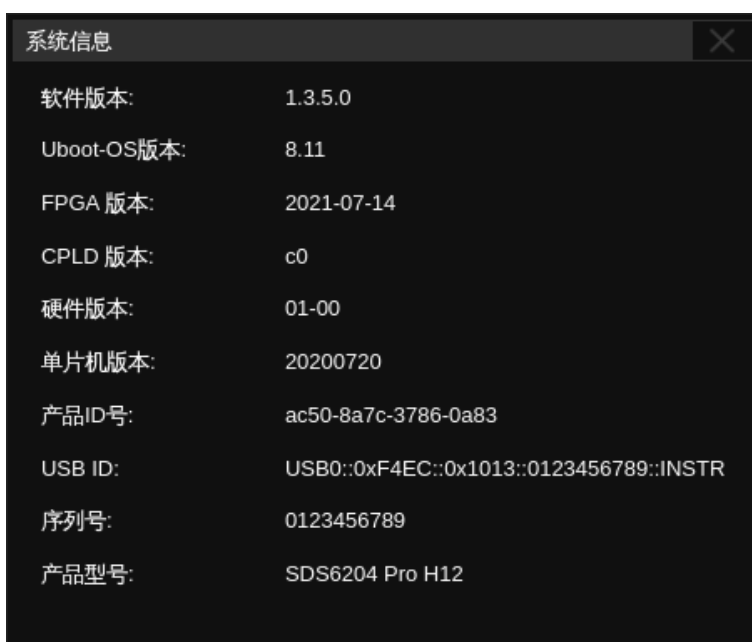 系统信息
软件版本: 1.3.5.0
Uboot-OS版本: 8.11
FPGA 版本: 2021-07-14
CPLD 版本: c0
硬件版本: 01-00
单片机版本: 20200720
产品ID号: ac50-8a7c-3786-0a83
USB ID: USB0::0xF4EC::0x1013::0123456789::INSTR
序列号: 0123456789
产品型号: SDS6204 Pro H12